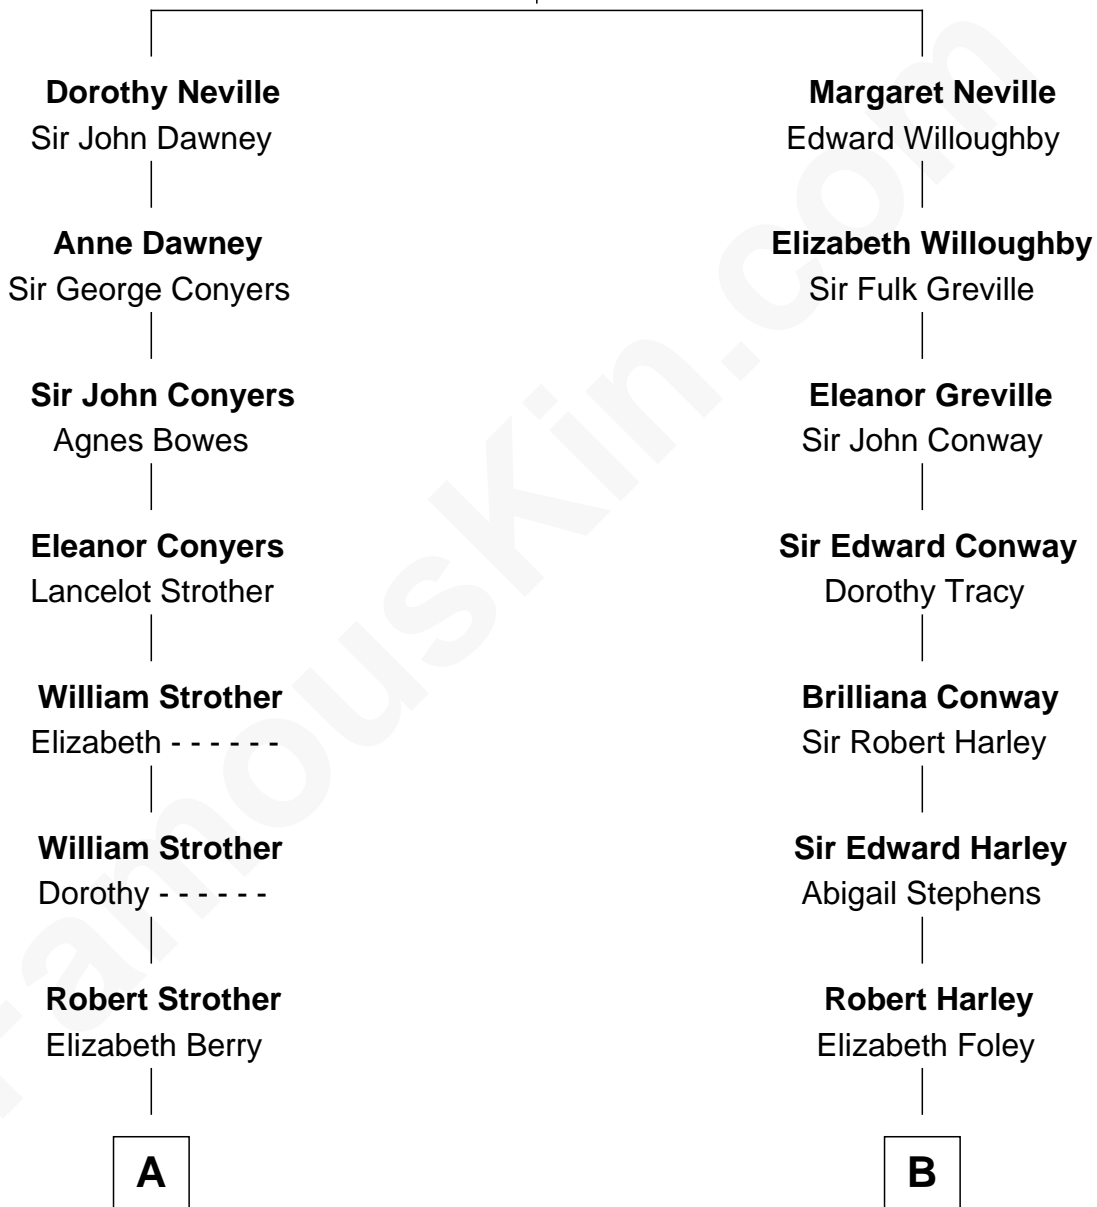 Dorothy Neville
Sir John Dawney
Margaret Neville
Edward Willoughby
Anne Dawney
Sir George Conyers
Elizabeth Willoughby
Sir Fulk Greville
Sir John Conyers
Agnes Bowes
Eleanor Greville
Sir John Conway
Eleanor Conyers
Lancelot Strother
Sir Edward Conway
Dorothy Tracy
William Strother
Elizabeth - - - - - -
Brilliana Conway
Sir Robert Harley
William Strother
Dorothy - - - - - -
Sir Edward Harley
Abigail Stephens
Robert Strother
Elizabeth Berry
Robert Harley
Elizabeth Foley
A
B
FamousKin.com